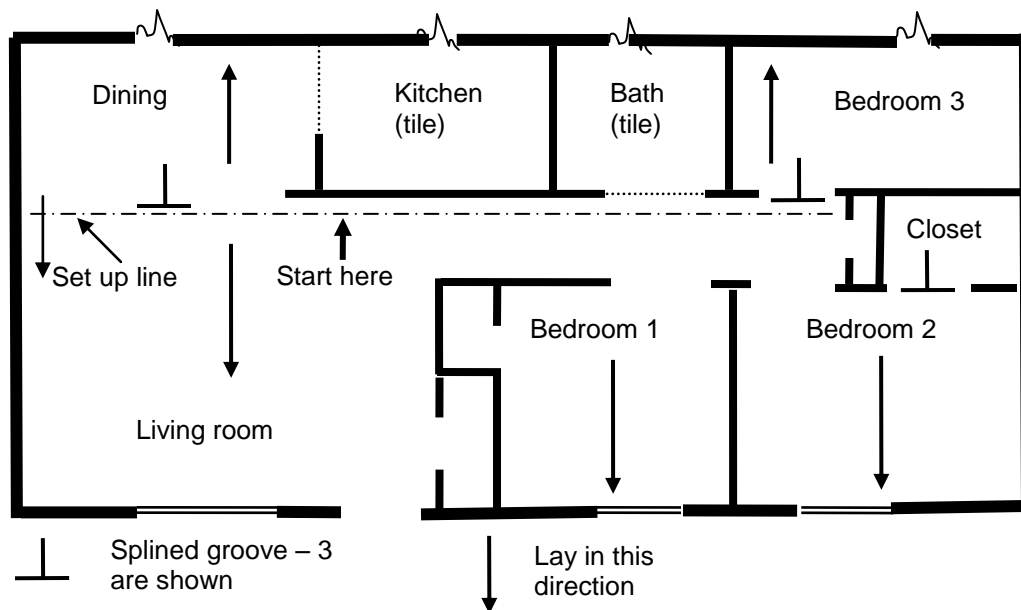 Dining
Kitchen
(tile)
Bath
(tile)
Bedroom 3
Closet
Set up line
Start here
Bedroom 1
Bedroom 2
Living room
Splined groove – 3
are shown
Lay in this
direction